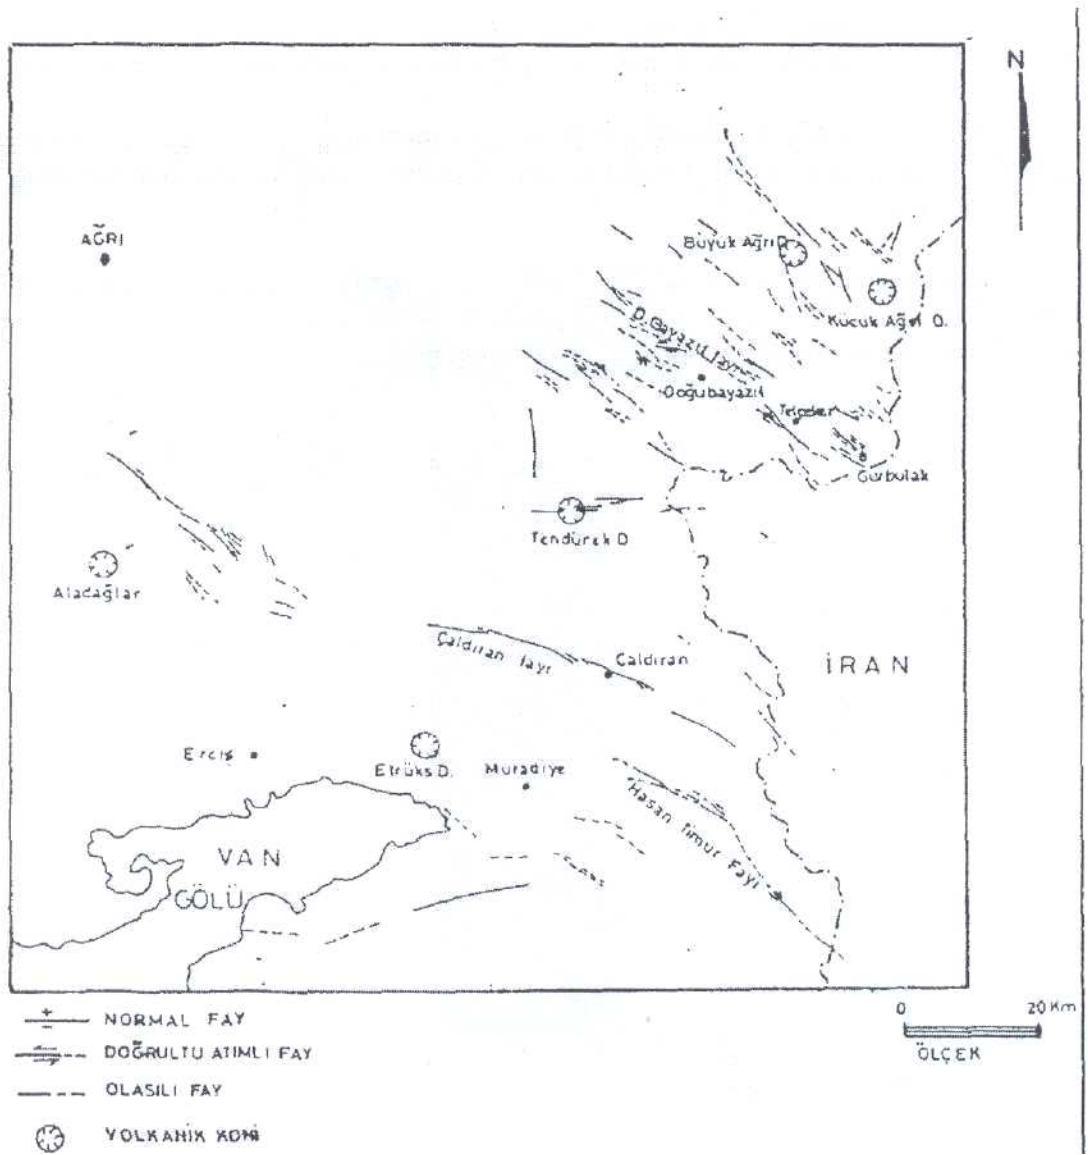 N
AĞRI
Büyük Ağrı D.
Küçük Ağrı D.
D.Bayazıt fayı
Doğubayazıt
Gürbulak
Tendürek D
Aladağlar
Çaldıran fayı
Çaldıran
İRAN
Erciş
Etrüks D.
Muradiye
Hasan Timur Fayı
VAN
GÖLÜ
NORMAL FAY
DOĞRULTU ATIMLI FAY
OLASILI FAY
VOLKANİK KONİ
0 20 Km
ÖLÇEK